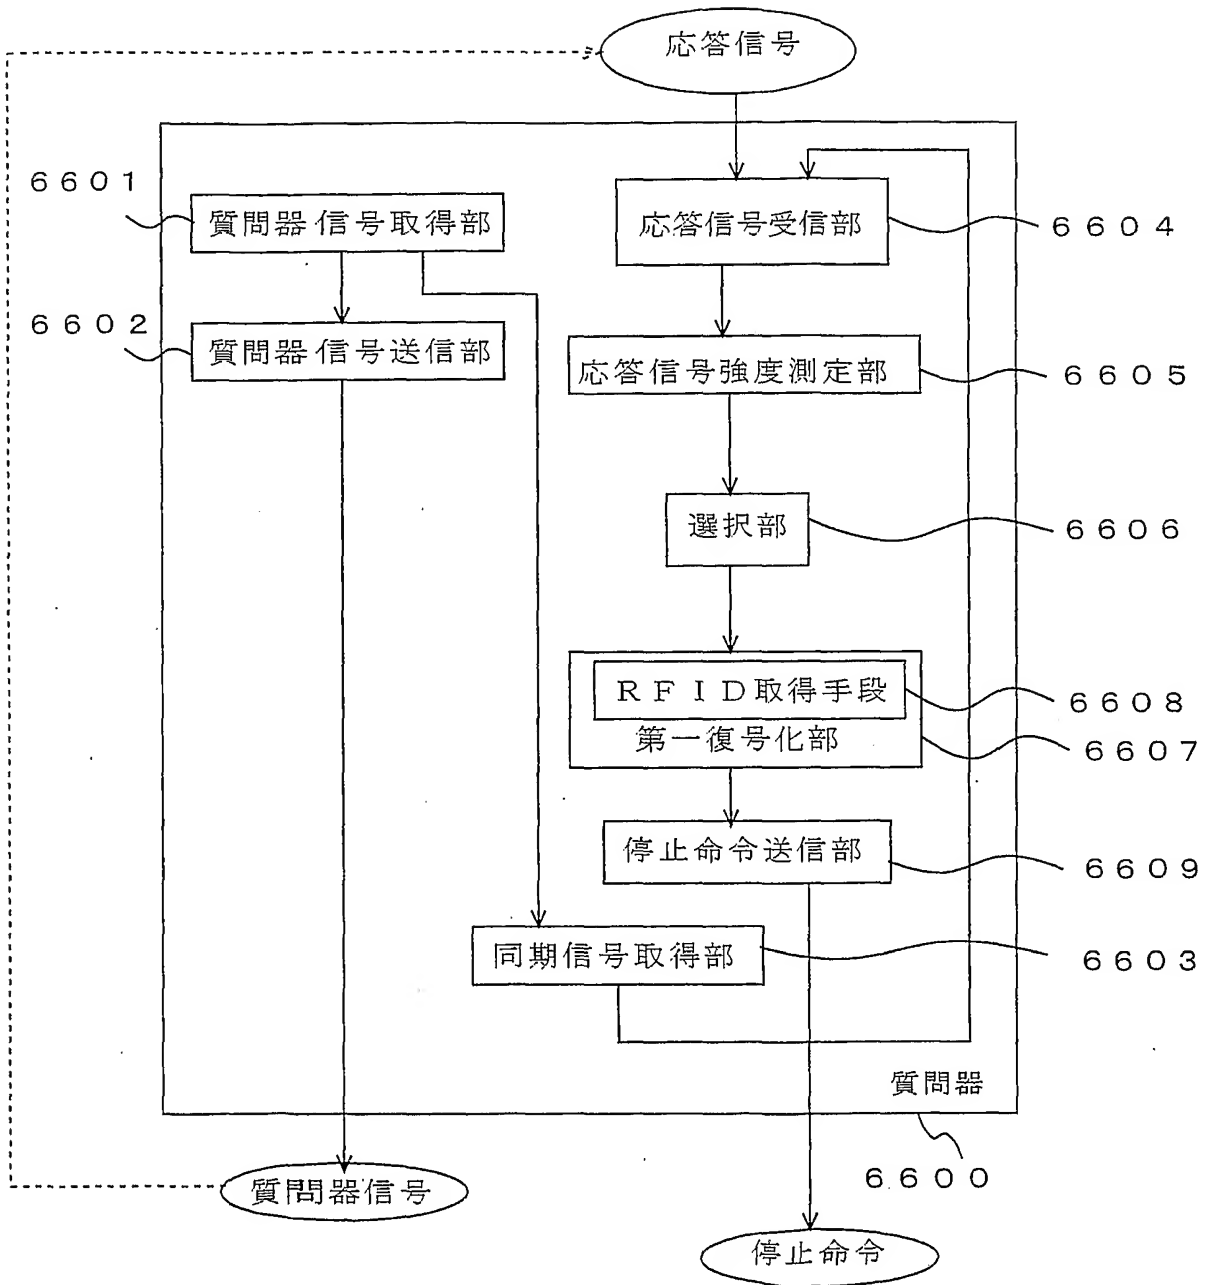 応答信号
6601
質問器信号取得部
応答信号受信部
6604
6602
質問器信号送信部
応答信号強度測定部
6605
選択部
6606
RFID取得手段
6608
第一復号化部
6607
停止命令送信部
6609
同期信号取得部
6603
質問器
6600
質問器信号
停止命令